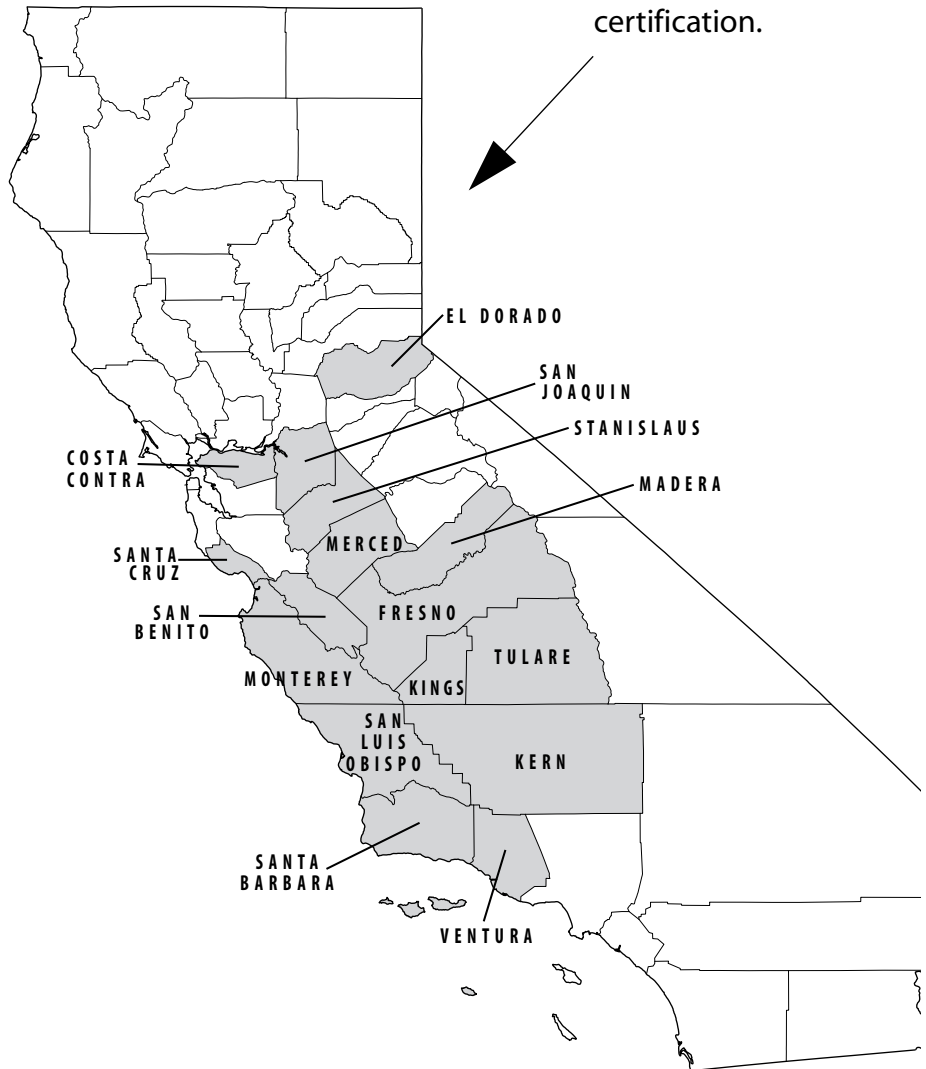 certification.
EL DORADO
SAN
JOAQUIN
STANISLAUS
COSTA
CONTRA
MADERA
MERCED
SANTA
CRUZ
SAN
BENITO
FRESNO
TULARE
MONTEREY
KINGS
SAN
LUIS
OBISPO
KERN
SANTA
BARBARA
VENTURA